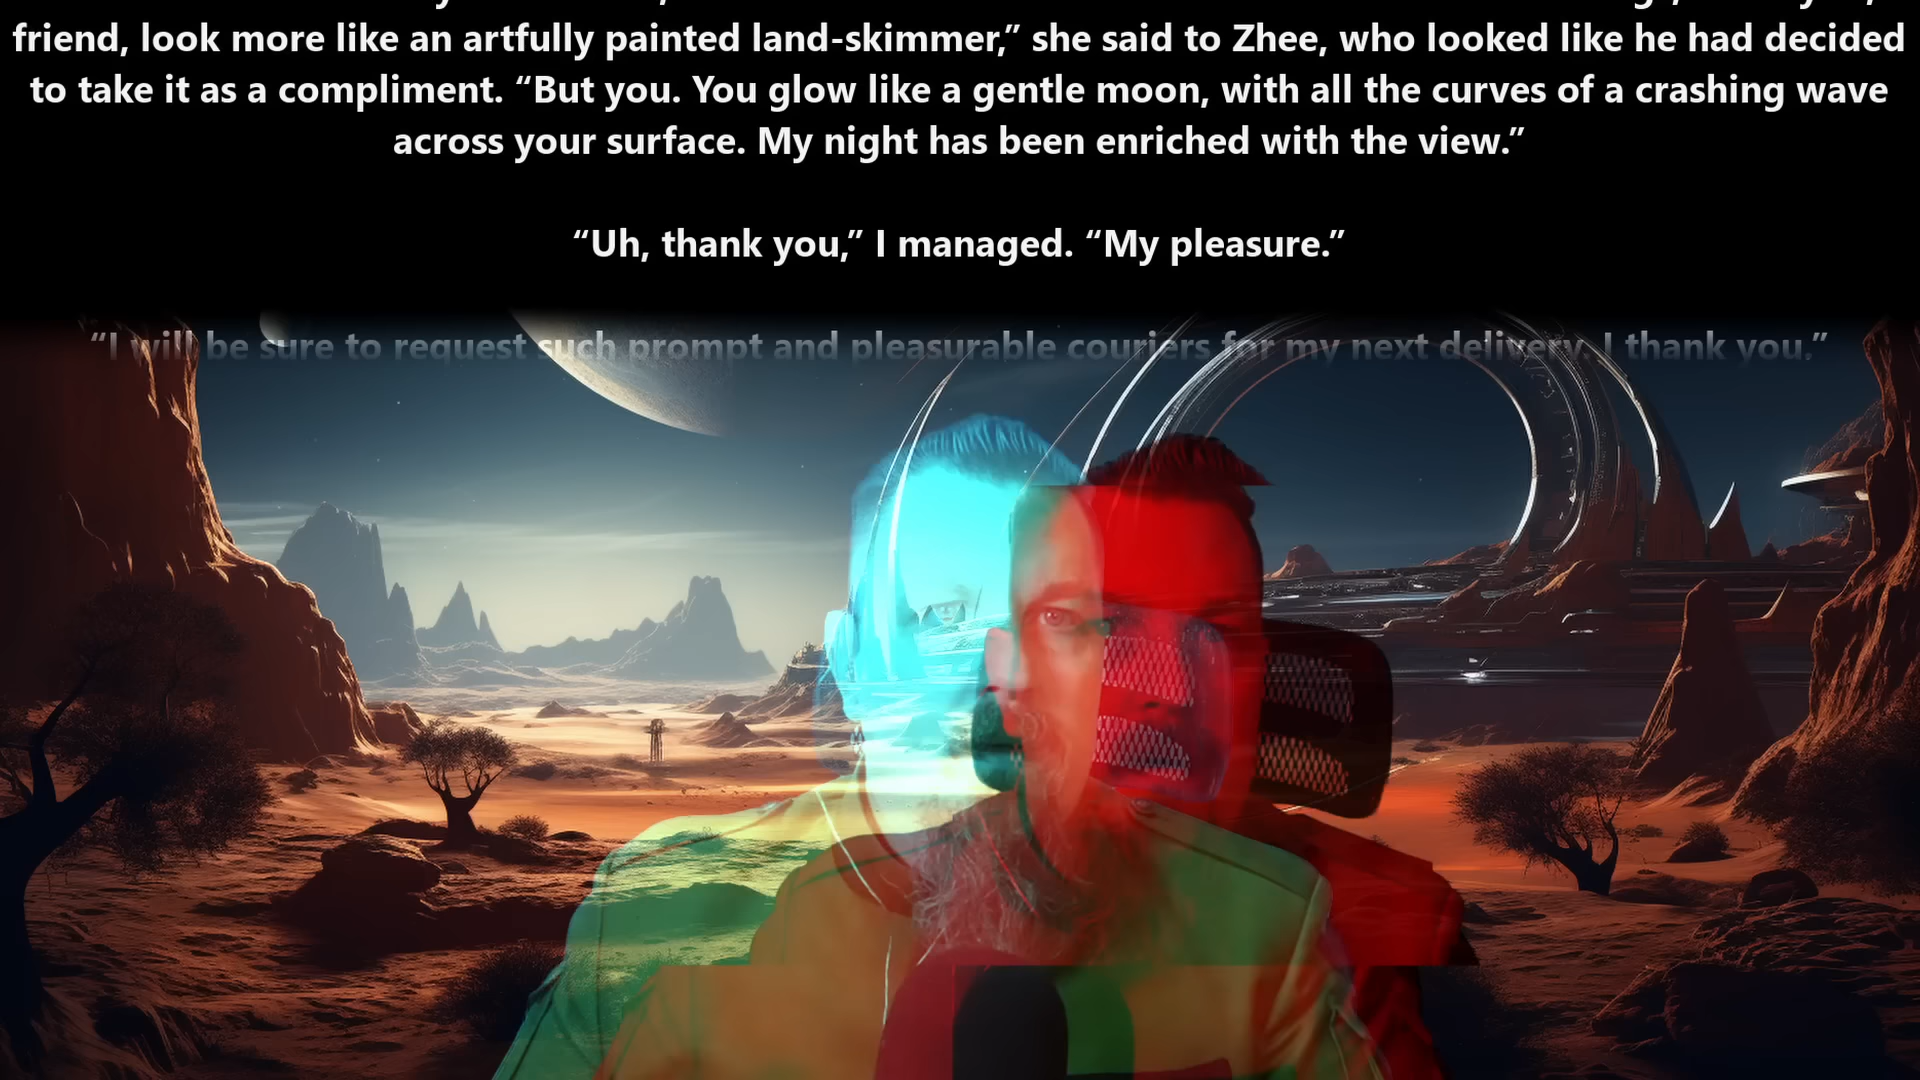 friend, look more like an artfully painted land-skimmer,” she said to Zhee, who looked like he had decided
to take it as a compliment. “But you. You glow like a gentle moon, with all the curves of a crashing wave
across your surface. My night has been enriched with the view.”
“Uh, thank you,” I managed. “My pleasure.”
“I will be sure to request such prompt and pleasurable couriers for my next delivery. I thank you.”